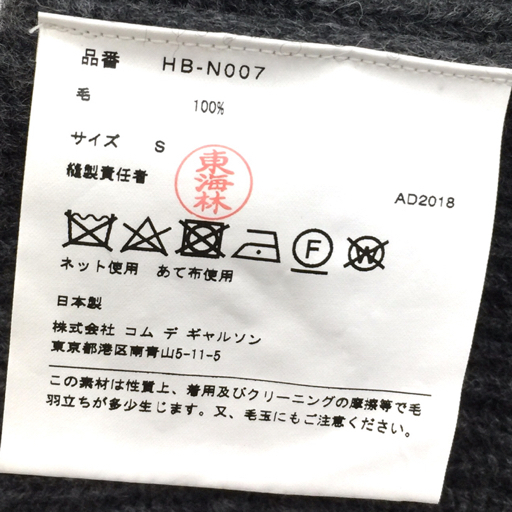 品番 HB-N007
毛 100%
サイズ S
縫製責任者 東海林
AD2018
F
W
ネット使用 あて布使用
日本製
株式会社 コム デ ギャルソン
東京都港区南青山5-11-5
この素材は性質上、着用及びクリーニングの摩擦等で毛
羽立ちが多少生じます。又、毛玉にもご注意ください。